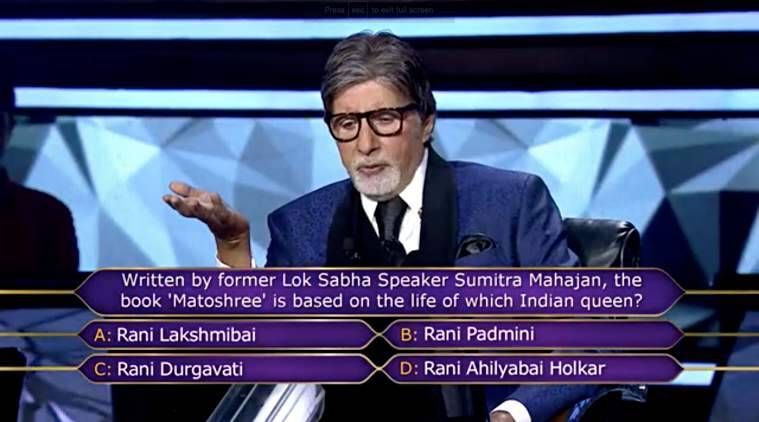 Press esc to exit full screen
Written by former Lok Sabha Speaker Sumitra Mahajan, the
book 'Matoshree' is based on the life of which Indian queen?
A: Rani Lakshmibai
B: Rani Padmini
C: Rani Durgavati
D: Rani Ahilyabai Holkar